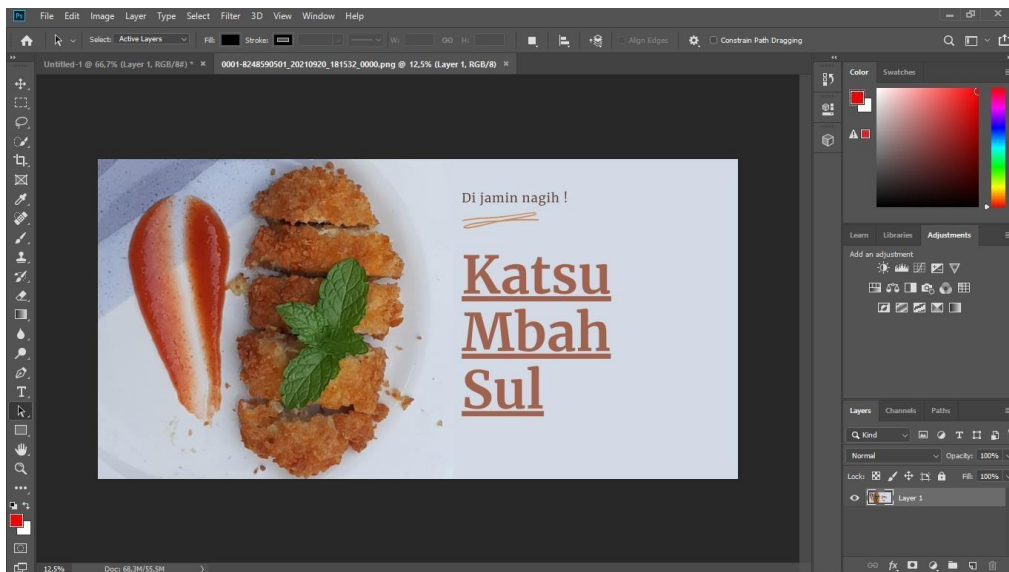 Ps File Edit Image Layer Type Select Filter 3D View Window Help
Select: Active Layers Fill: Stroke: W: GO H: Align Edges Constrain Path Dragging
Untitled-1 @ 66,7% (Layer 1, RGB/8#) * × 0001-8248590501_20210920_181532_0000.png @ 12,5% (Layer 1, RGB/8) ×
Color Swatches
Di jamin nagih !
Katsu
Mbah
Sul
Learn Libraries Adjustments
Add an adjustment
Layers Channels Paths
Kind
Normal Opacity: 100%
Lock: Fill: 100%
Layer 1
fx
12.5% Doc: 68,3M/55,5M